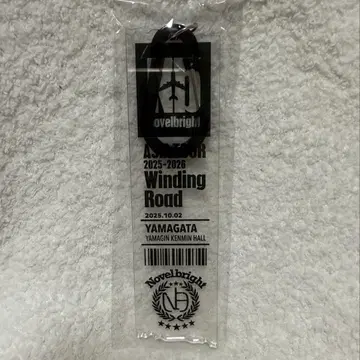 Novelbright
2025-2026
Winding
Road
2025.10.02
YAMAGATA
YAMAGIN KENMIN HALL
Novelbright
NB